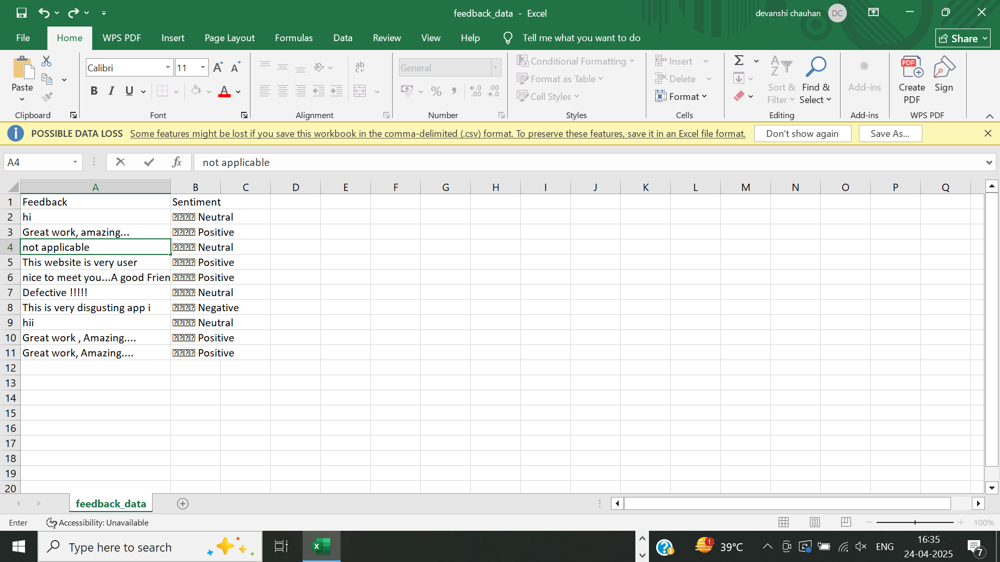 feedback_data - Excel
devanshi chauhan
DC
File Home WPS PDF Insert Page Layout Formulas Data Review View Help Tell me what you want to do
Share
Paste
Clipboard
Calibri 11
B I U A
Font
ab
c
Alignment
General
% ,
Number
Conditional Formatting
Format as Table
Cell Styles
Styles
Insert
Delete
Format
Cells
Sort & Filter
Find & Select
Editing
Add-ins
Add-ins
Create PDF
Sign
WPS PDF
POSSIBLE DATA LOSS Some features might be lost if you save this workbook in the comma-delimited (.csv) format. To preserve these features, save it in an Excel file format. Don't show again Save As...
A4 fx not applicable
A B C D E F G H I J K L M N O P Q
1 Feedback Sentiment
2 hi Neutral
3 Great work, amazing... Positive
4 not applicable Neutral
5 This website is very user Positive
6 nice to meet you...A good Frien Positive
7 Defective !!!!! Neutral
8 This is very disgusting app i Negative
9 hii Neutral
10 Great work , Amazing.... Positive
11 Great work, Amazing.... Positive
12
13
14
15
16
17
18
19
20
feedback_data
Enter Accessibility: Unavailable 100%
Type here to search
1
39°C
ENG
16:35
24-04-2025
7